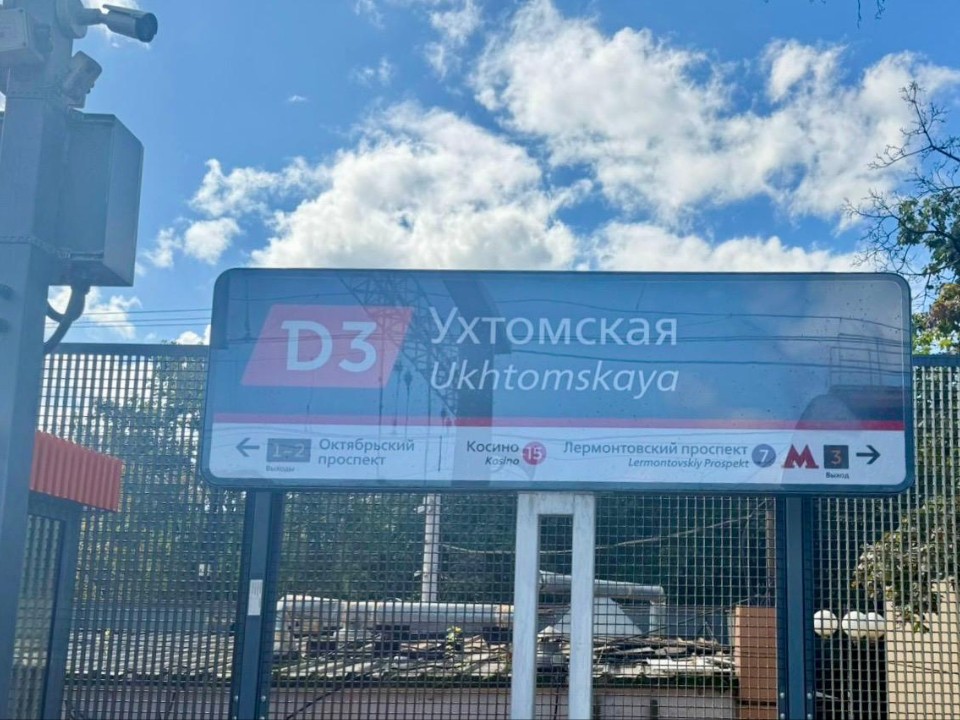 D3
Ухтомская
Ukhtomskaya
← 1-2 Октябрьский
Выходы проспект
Косино 15
Kosino
Лермонтовский проспект 7 М 3 →
Lermontovskiy Prospekt
Выход